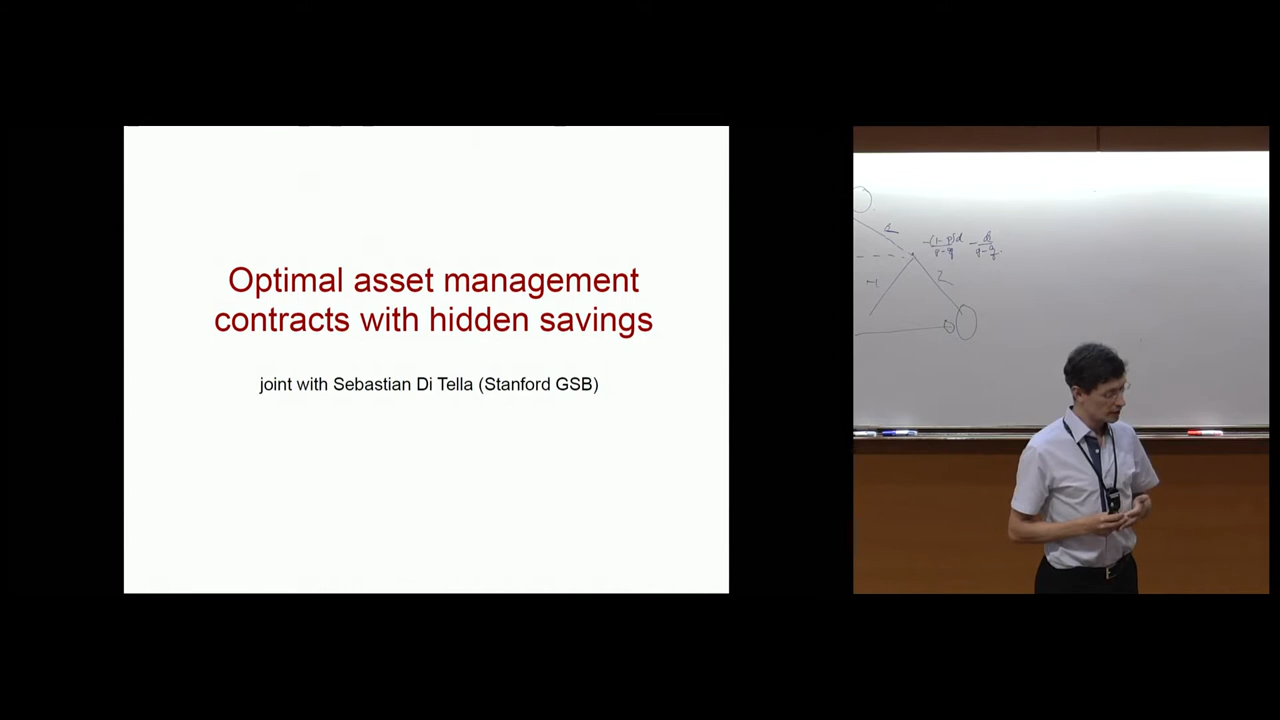 Optimal asset management
contracts with hidden savings
joint with Sebastian Di Tella (Stanford GSB)